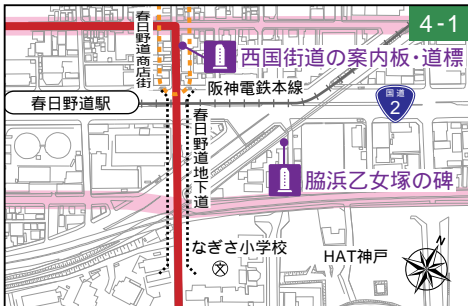 4-1
春日野道商店街
西国街道の案内板・道標
阪神電鉄本線
春日野道駅
国道
2
春日野道地下道
脇浜乙女塚の碑
なぎさ小学校
文
HAT神戸
N